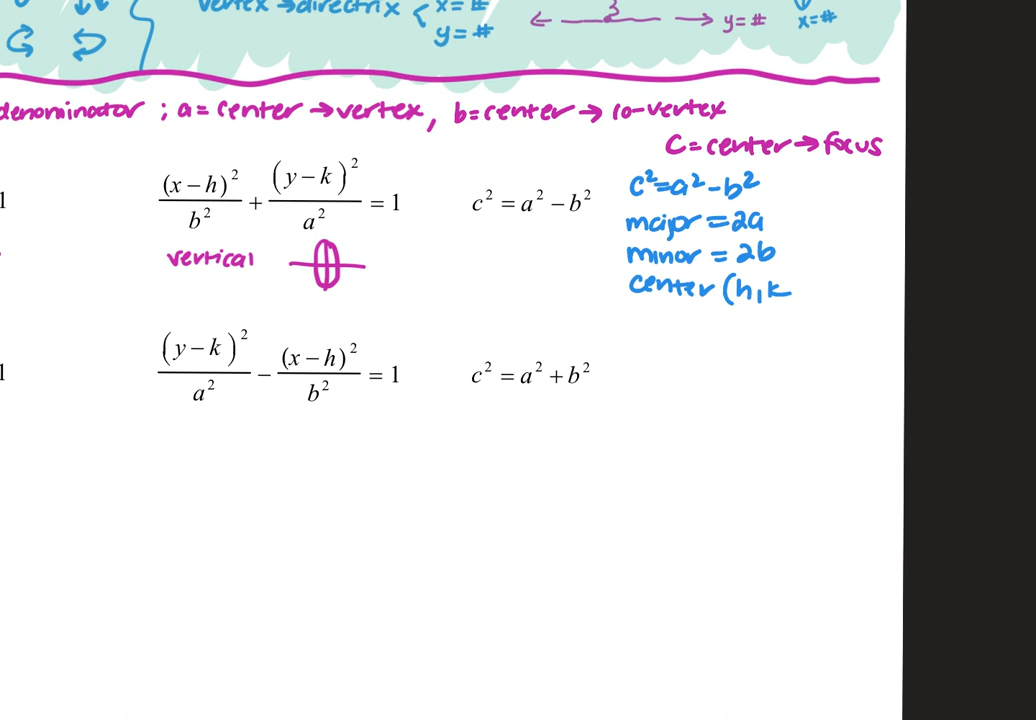 vertex → directrix < x = #
y = #
3 → y = #
x = #
denominator ; a = center → vertex, b = center → co-vertex
c = center → focus
1
(x – h)² / b² + (y – k)² / a² = 1
c² = a² – b²
c² = a² – b²
major = 2a
minor = 2b
center (h, k
vertical
1
(y – k)² / a² – (x – h)² / b² = 1
c² = a² + b²